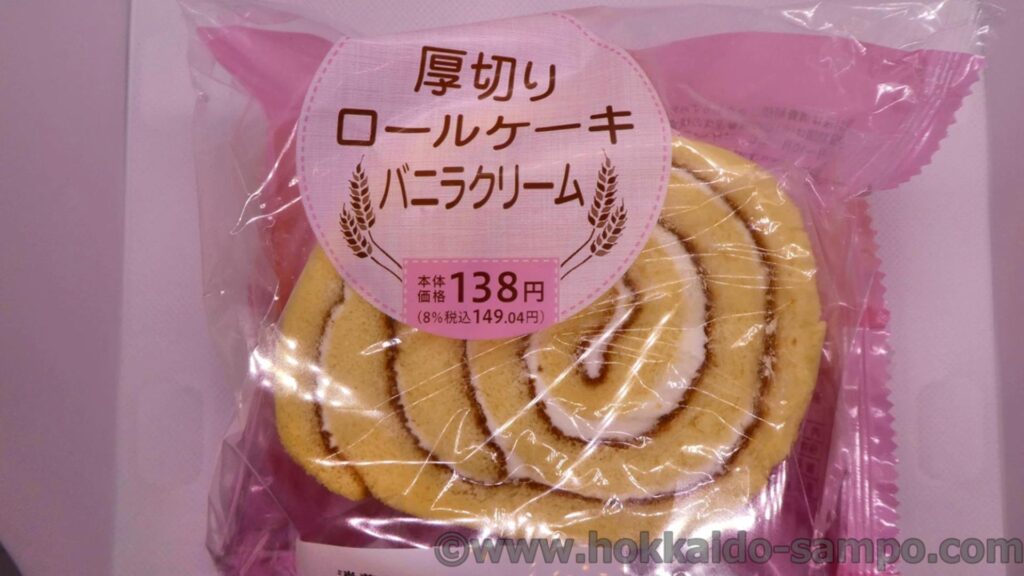 厚切り
ロールケーキ
バニラクリーム
本体
価格 138円
(8%税込149.04円)
©www.hokkaido-sampo.com